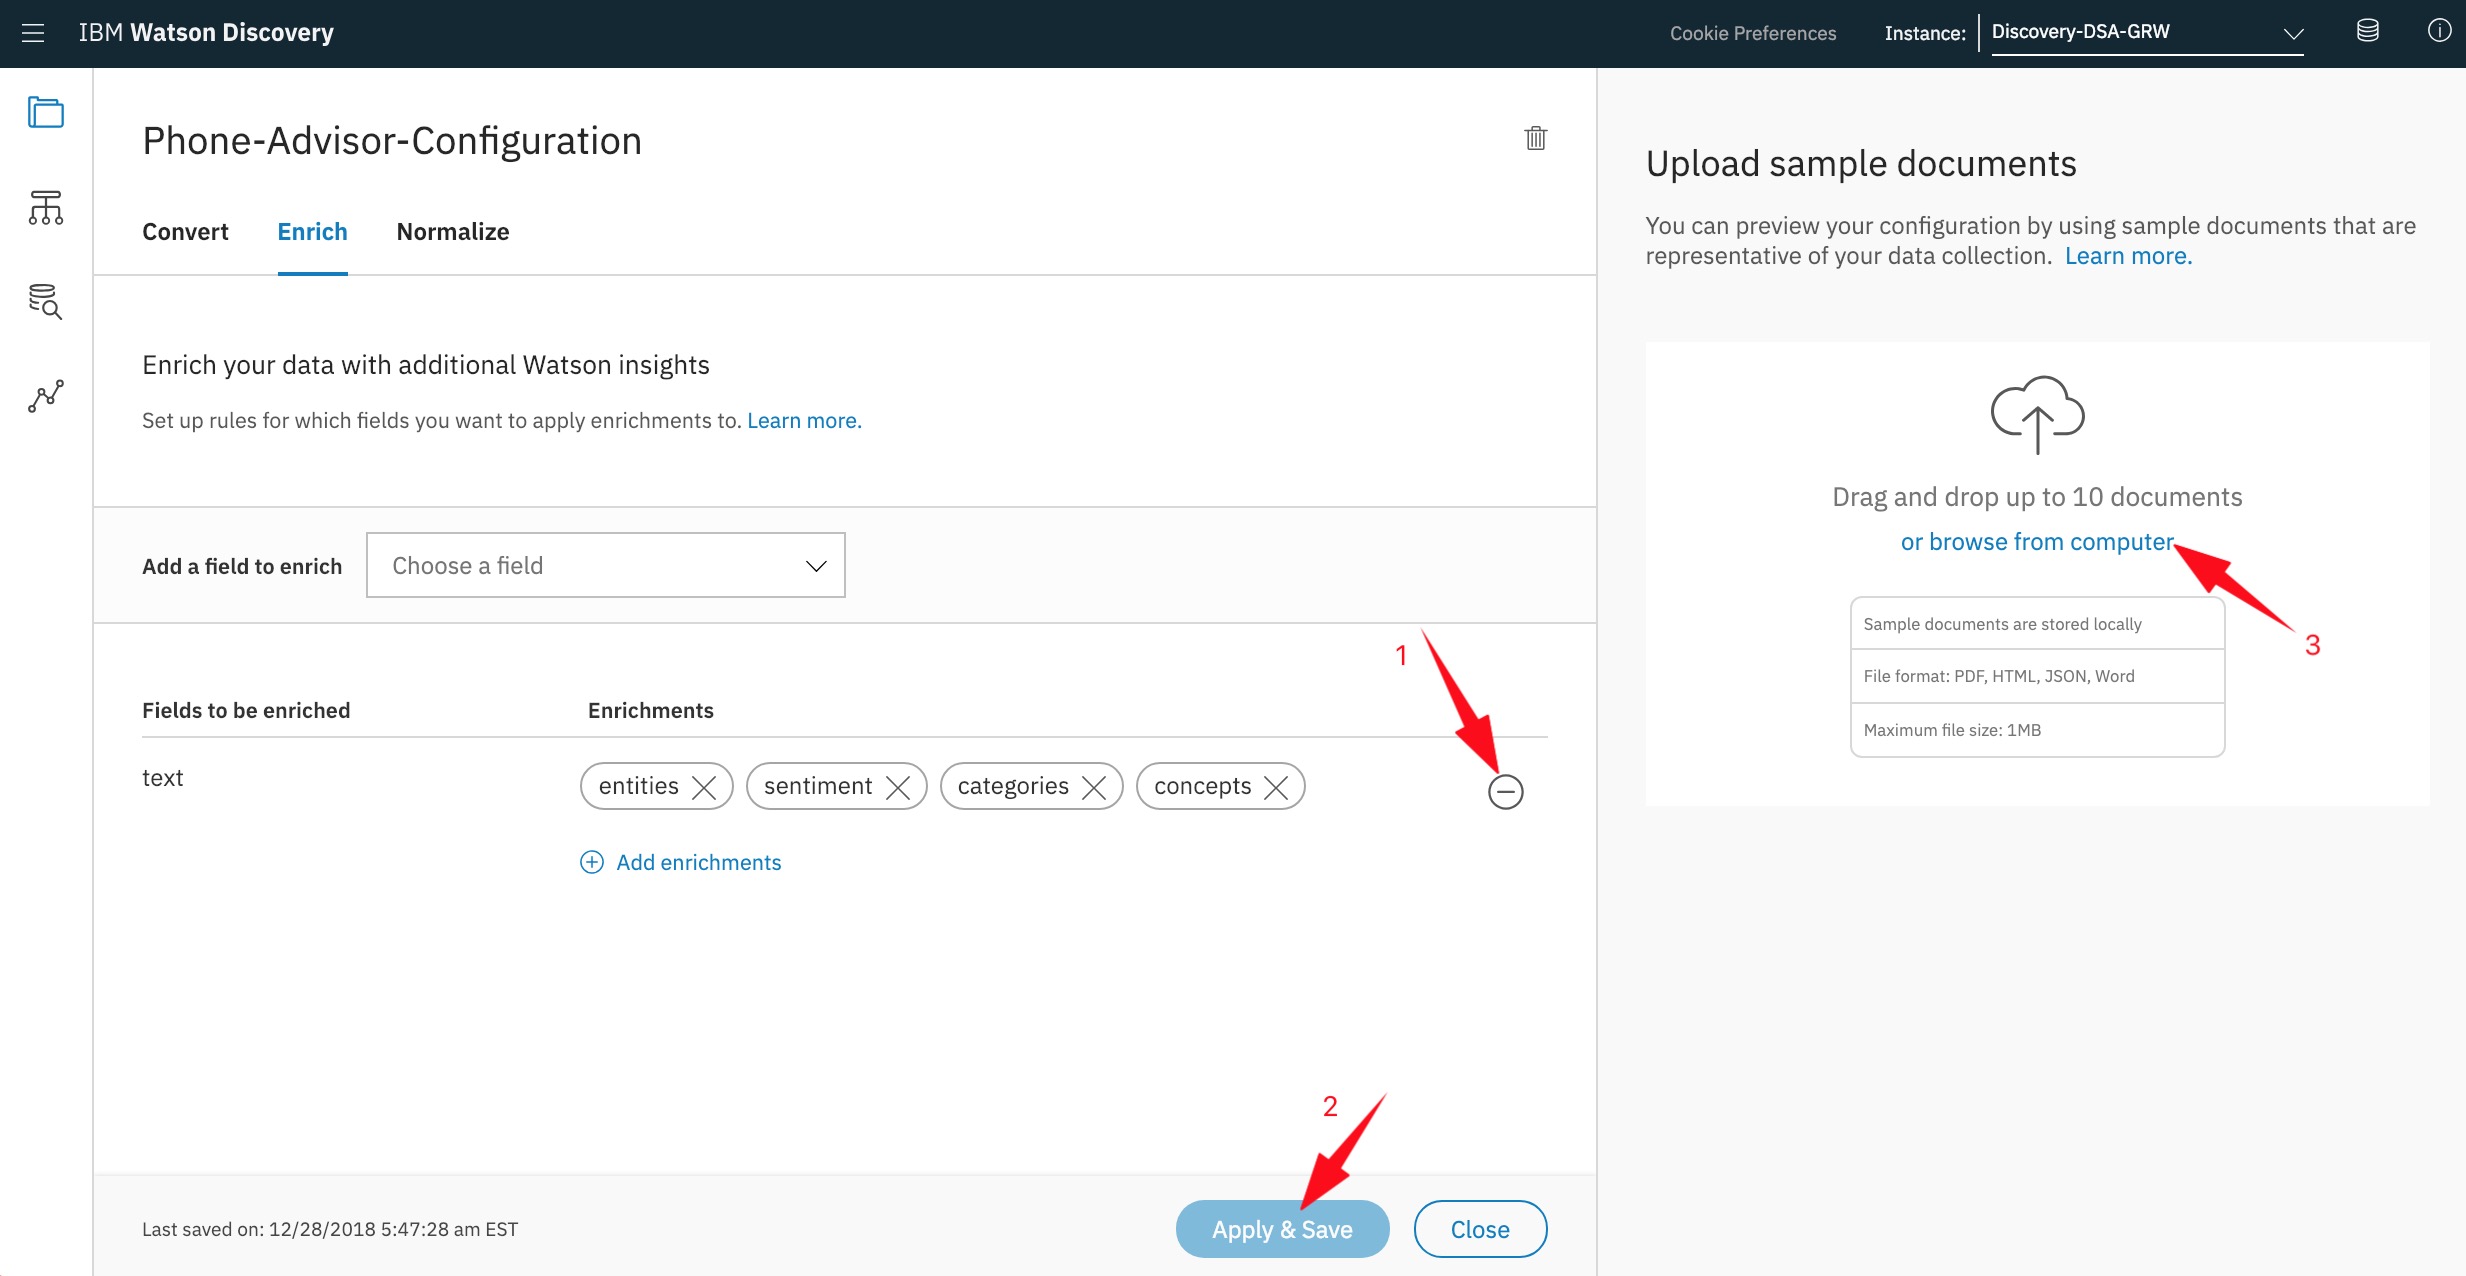 IBM Watson Discovery
Cookie Preferences
Instance:
Discovery-DSA-GRW
Phone-Advisor-Configuration
Convert
Enrich
Normalize
Enrich your data with additional Watson insights
Set up rules for which fields you want to apply enrichments to. Learn more.
Add a field to enrich
Choose a field
Fields to be enriched
Enrichments
text
entities
sentiment
categories
concepts
Add enrichments
1
2
Last saved on: 12/28/2018 5:47:28 am EST
Apply & Save
Close
Upload sample documents
You can preview your configuration by using sample documents that are
representative of your data collection. Learn more.
Drag and drop up to 10 documents
or browse from computer
3
Sample documents are stored locally
File format: PDF, HTML, JSON, Word
Maximum file size: 1MB